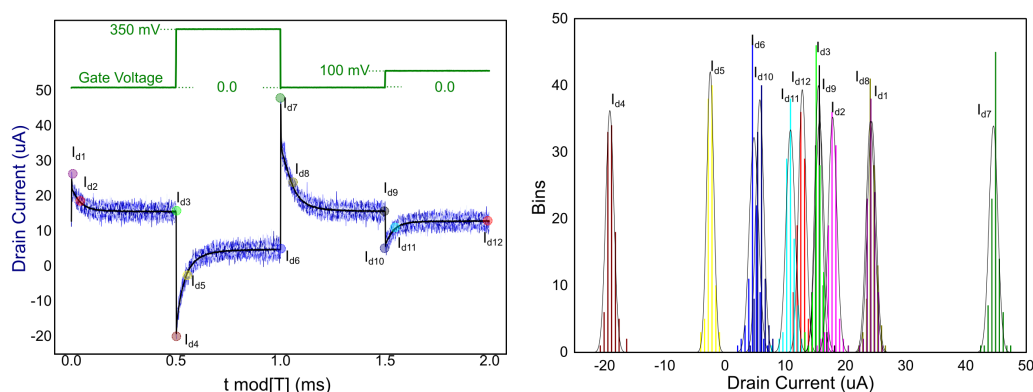 350 mV
100 mV
Gate Voltage
0.0
0.0
50
40
30
20
10
0
-10
-20
Drain Current (uA)
Id1
Id2
Id3
Id4
Id5
Id6
Id7
Id8
Id9
Id10
Id11
Id12
0.0
0.5
1.0
1.5
2.0
t mod[T] (ms)
50
40
30
20
10
0
Bins
Id4
Id5
Id6
Id10
Id11
Id12
Id3
Id9
Id2
Id8
Id1
Id7
-20
-10
0
10
20
30
40
50
Drain Current (uA)